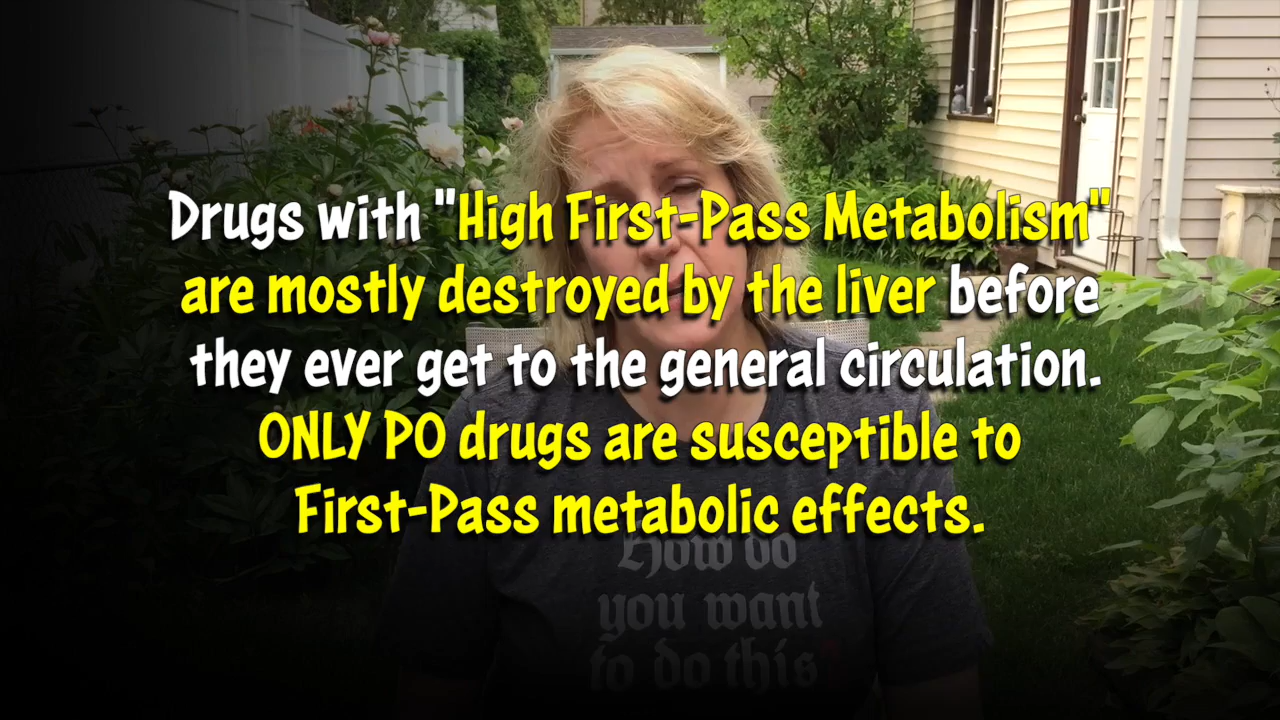 Drugs with "High First-Pass Metabolism"
are mostly destroyed by the liver before
they ever get to the general circulation.
ONLY PO drugs are susceptible to
First-Pass metabolic effects.
How do
you want
to do this